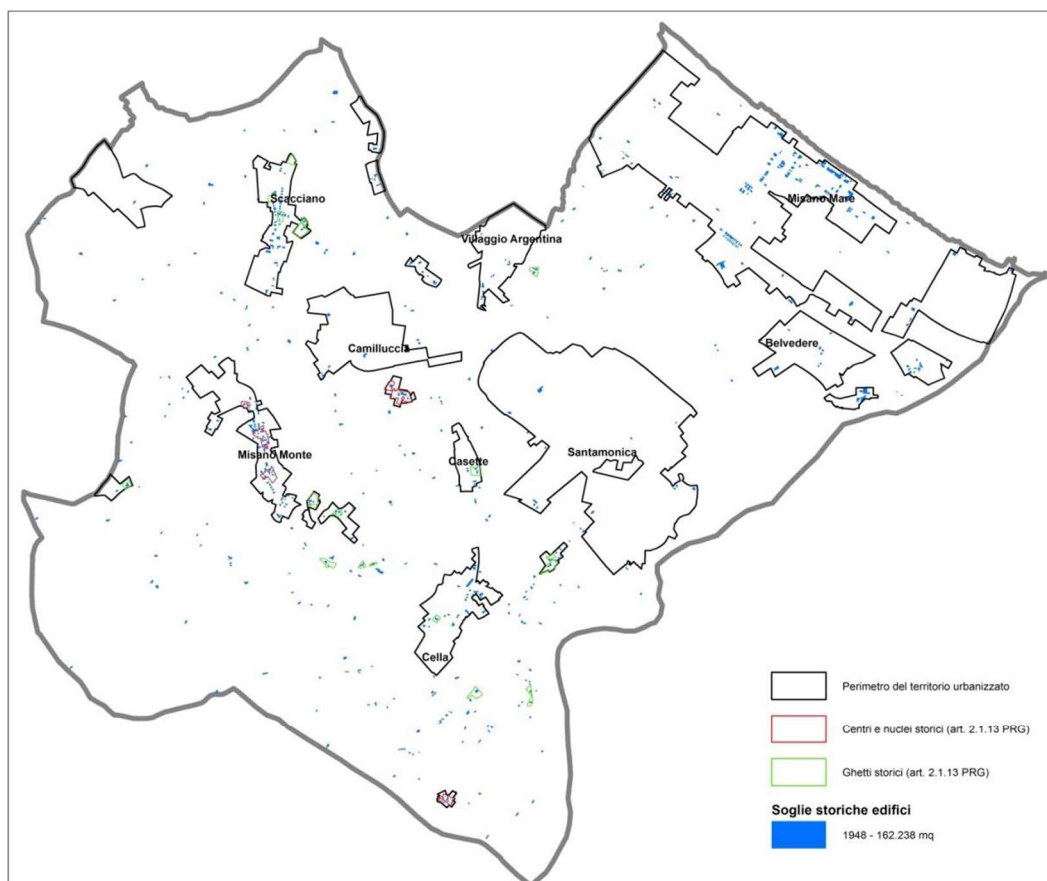 Scacciano
Misano Mare
Villaggio Argentina
Camilluccia
Belvedere
Misano Monte
Casette
Santamonica
Cella
Perimetro del territorio urbanizzato
Centri e nuclei storici (art. 2.1.13 PRG)
Ghetti storici (art. 2.1.13 PRG)
Soglie storiche edifici
1948 - 162.238 mq